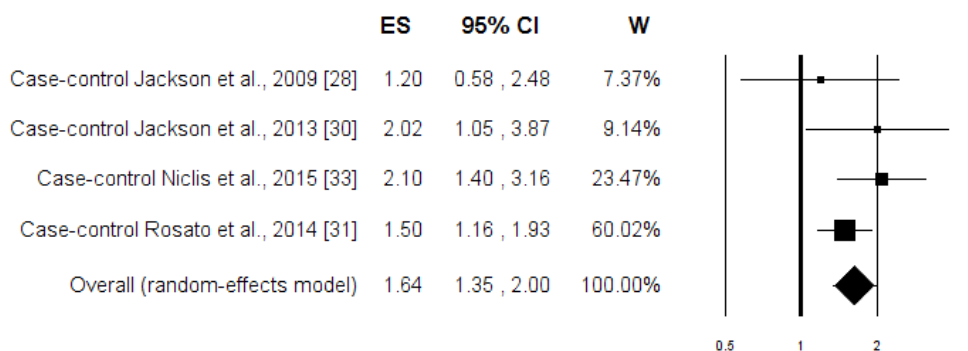 ES 95% CI W
Case-control Jackson et al., 2009 [28] 1.20 0.58 , 2.48 7.37%
Case-control Jackson et al., 2013 [30] 2.02 1.05 , 3.87 9.14%
Case-control Niclis et al., 2015 [33] 2.10 1.40 , 3.16 23.47%
Case-control Rosato et al., 2014 [31] 1.50 1.16 , 1.93 60.02%
Overall (random-effects model) 1.64 1.35 , 2.00 100.00%
0.5 1 2